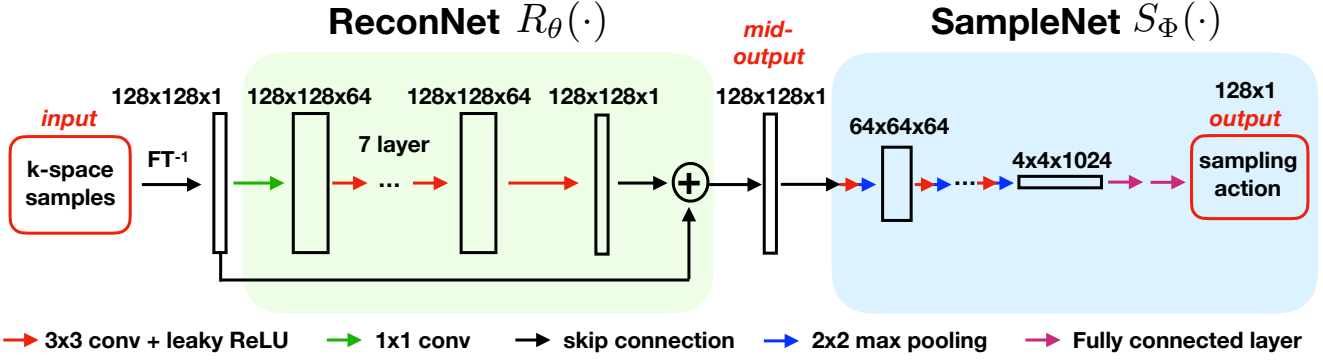 ReconNet Rθ(·)
SampleNet SΦ(·)
mid-
output
input
128x128x1
128x128x64
128x128x64
128x128x1
128x128x1
128x1
output
64x64x64
4x4x1024
k-space
samples
FT-1
7 layer
...
...
sampling
action
3x3 conv + leaky ReLU
1x1 conv
skip connection
2x2 max pooling
Fully connected layer